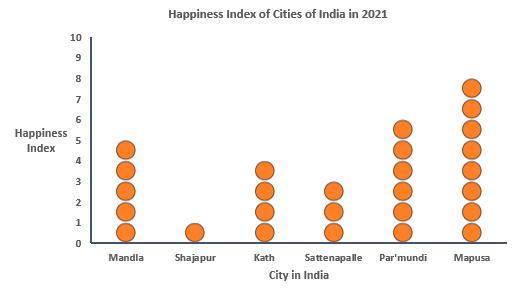 Happiness Index of Cities of India in 2021
10
9
8
7
6
5
4
3
2
1
0
Happiness
Index
Mandla
Shajapur
Kath
Sattenapalle
Par'mundi
Mapusa
City in India